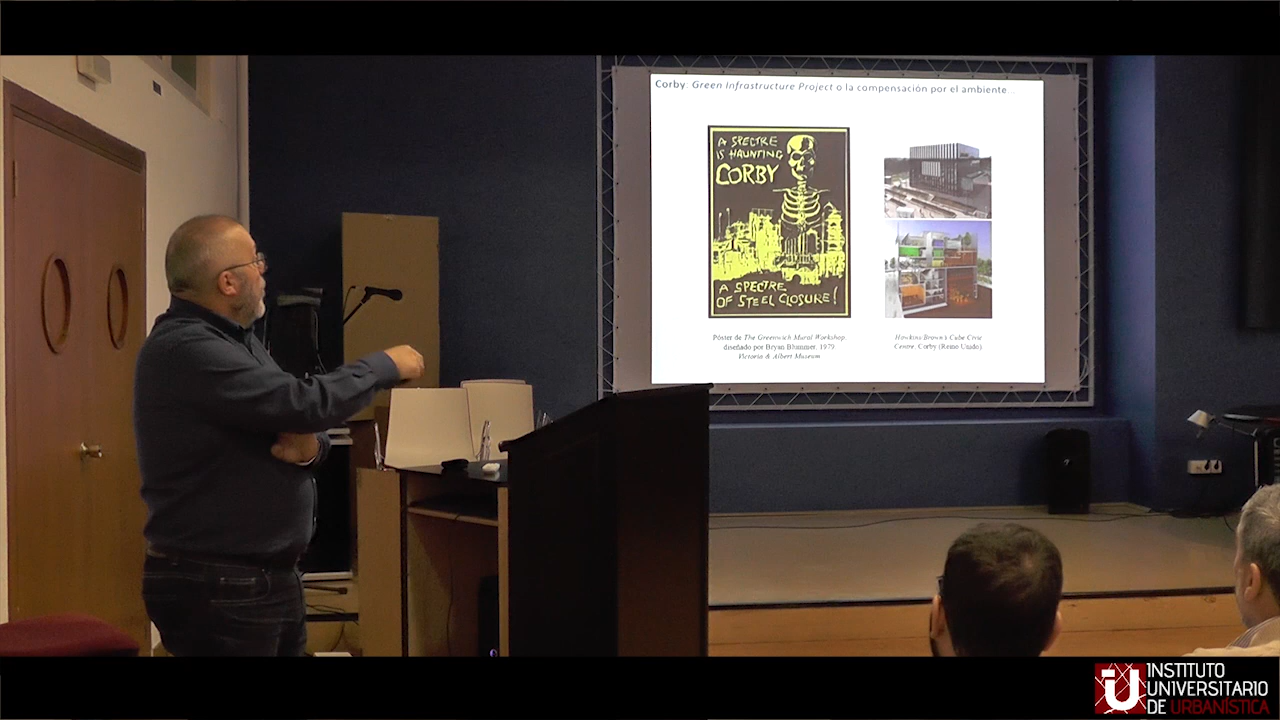 Corby: Green Infrastructure Project o la compensación por el ambiente...
A SPECTRE
IS HAUNTING
CORBY
A SPECTRE
OF STEEL CLOSURE!
Póster de The Greenwich Mural Workshop
diseñado por Bryan Blummer, 1979
Victoria & Albert Museum
Hawkins Brown's Cube Civic
Centre, Corby (Reino Unido)
iU INSTITUTO
UNIVERSITARIO
DE URBANÍSTICA